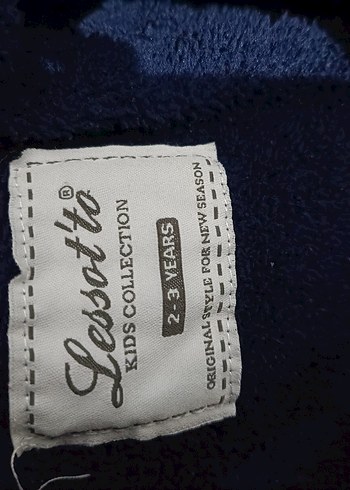 Lessot'to®
KIDS COLLECTION
2-3 YEARS
ORIGINAL STYLE FOR NEW SEASON